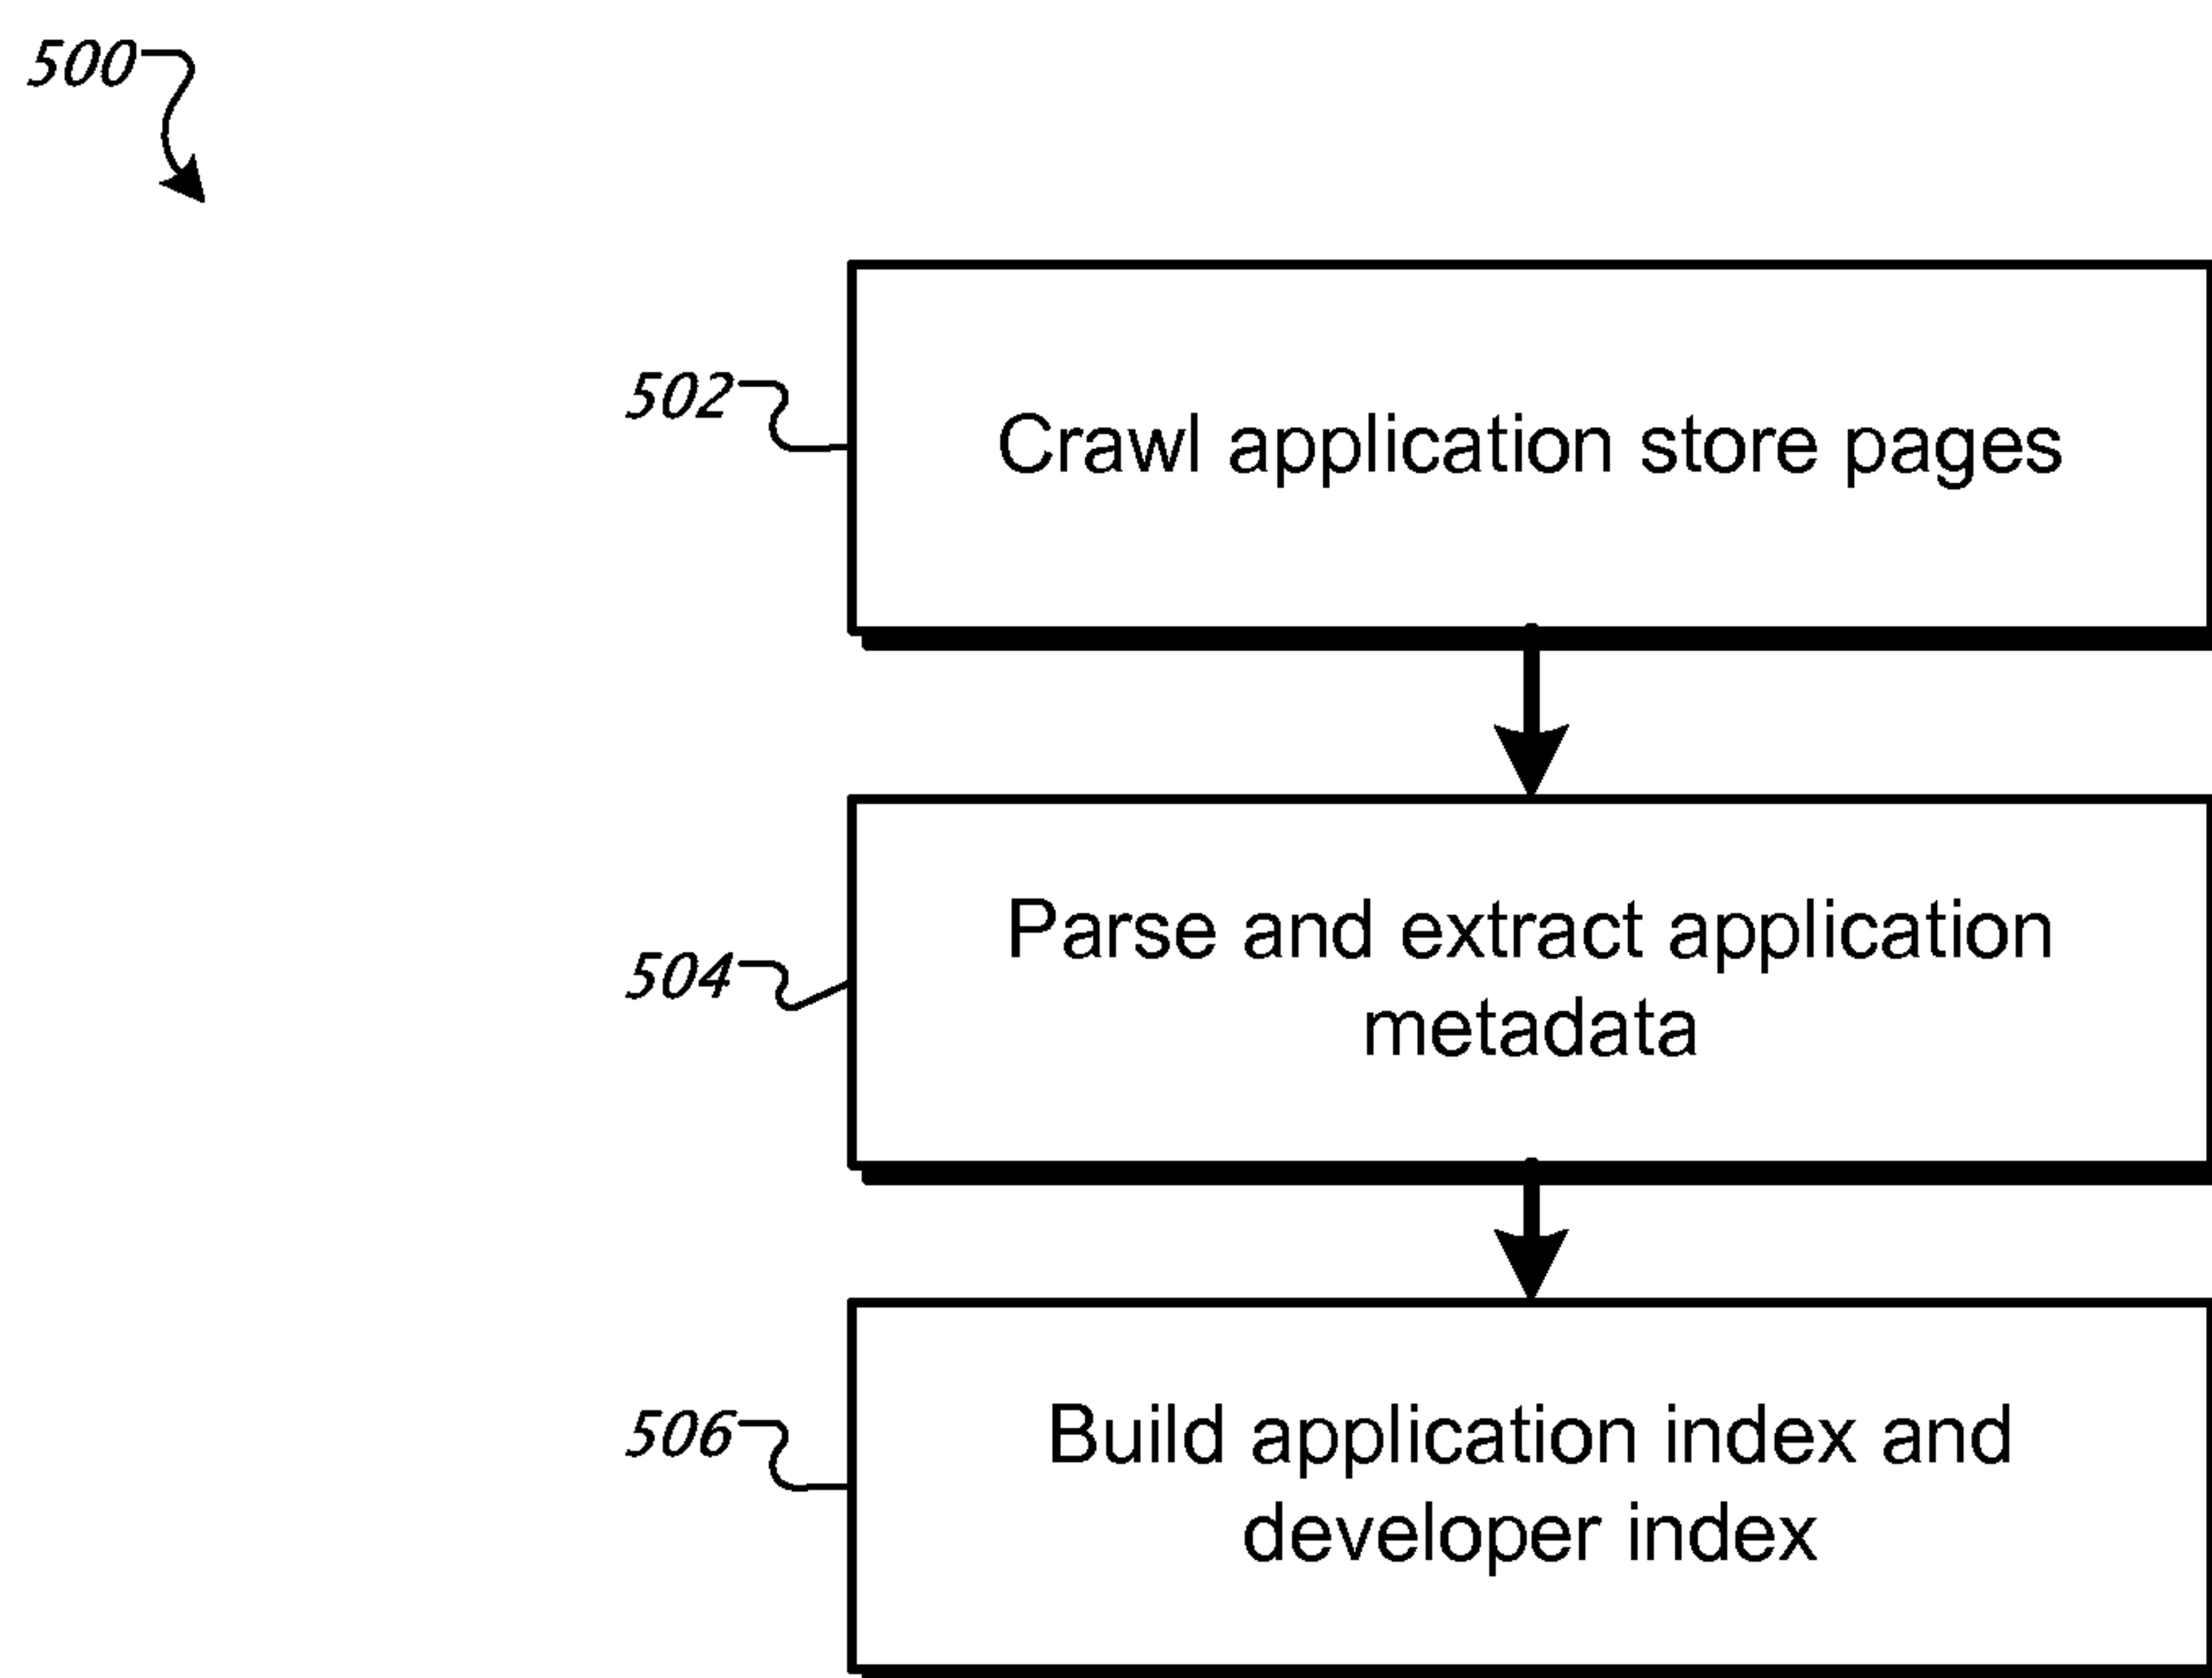 500
502
Crawl application store pages
504
Parse and extract application
metadata
506
Build application index and
developer index